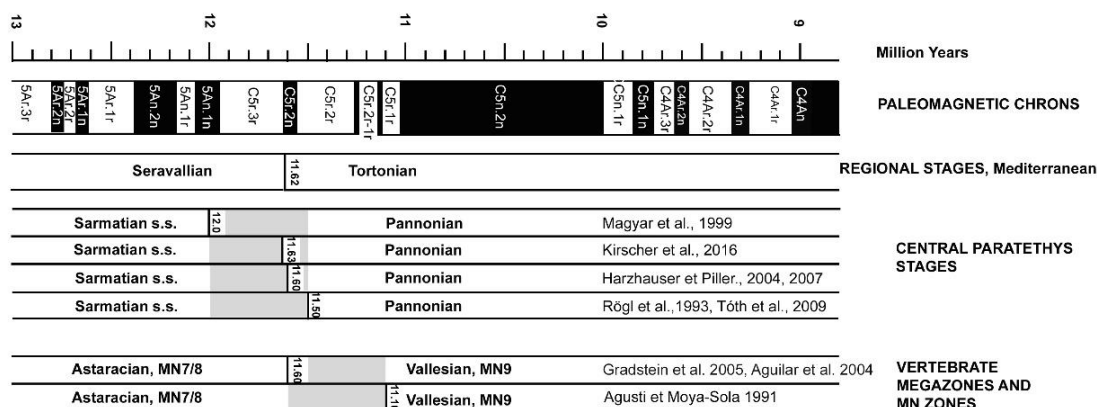 13 12 11 10 9
Million Years
5Ar.3r 5Ar.2n 5Ar.2r 5Ar.1n 5Ar.1r 5An.2n 5An.1r 5An.1n C5r.3r C5r.2n C5r.2r C5r.2r-1r C5r.1r C5n.2n C5n.1r C5n.1n C4Ar.3r C4Ar.2n C4Ar.2r C4Ar.1n C4Ar.1r C4An
PALEOMAGNETIC CHRONS
Seravallian 11.62 Tortonian
REGIONAL STAGES, Mediterranean
Sarmatian s.s. 12.0 Pannonian Magyar et al., 1999
Sarmatian s.s. 11.63 Pannonian Kirscher et al., 2016
CENTRAL PARATETHYS
STAGES
Sarmatian s.s. 11.60 Pannonian Harzhauser et Piller., 2004, 2007
Sarmatian s.s. 11.50 Pannonian Rögl et al.,1993, Tóth et al., 2009
Astaracian, MN7/8 11.60 Vallesian, MN9 Gradstein et al. 2005, Aguilar et al. 2004
VERTEBRATE
MEGAZONES AND
MN ZONES
Astaracian, MN7/8 Vallesian, MN9 Agusti et Moya-Sola 1991